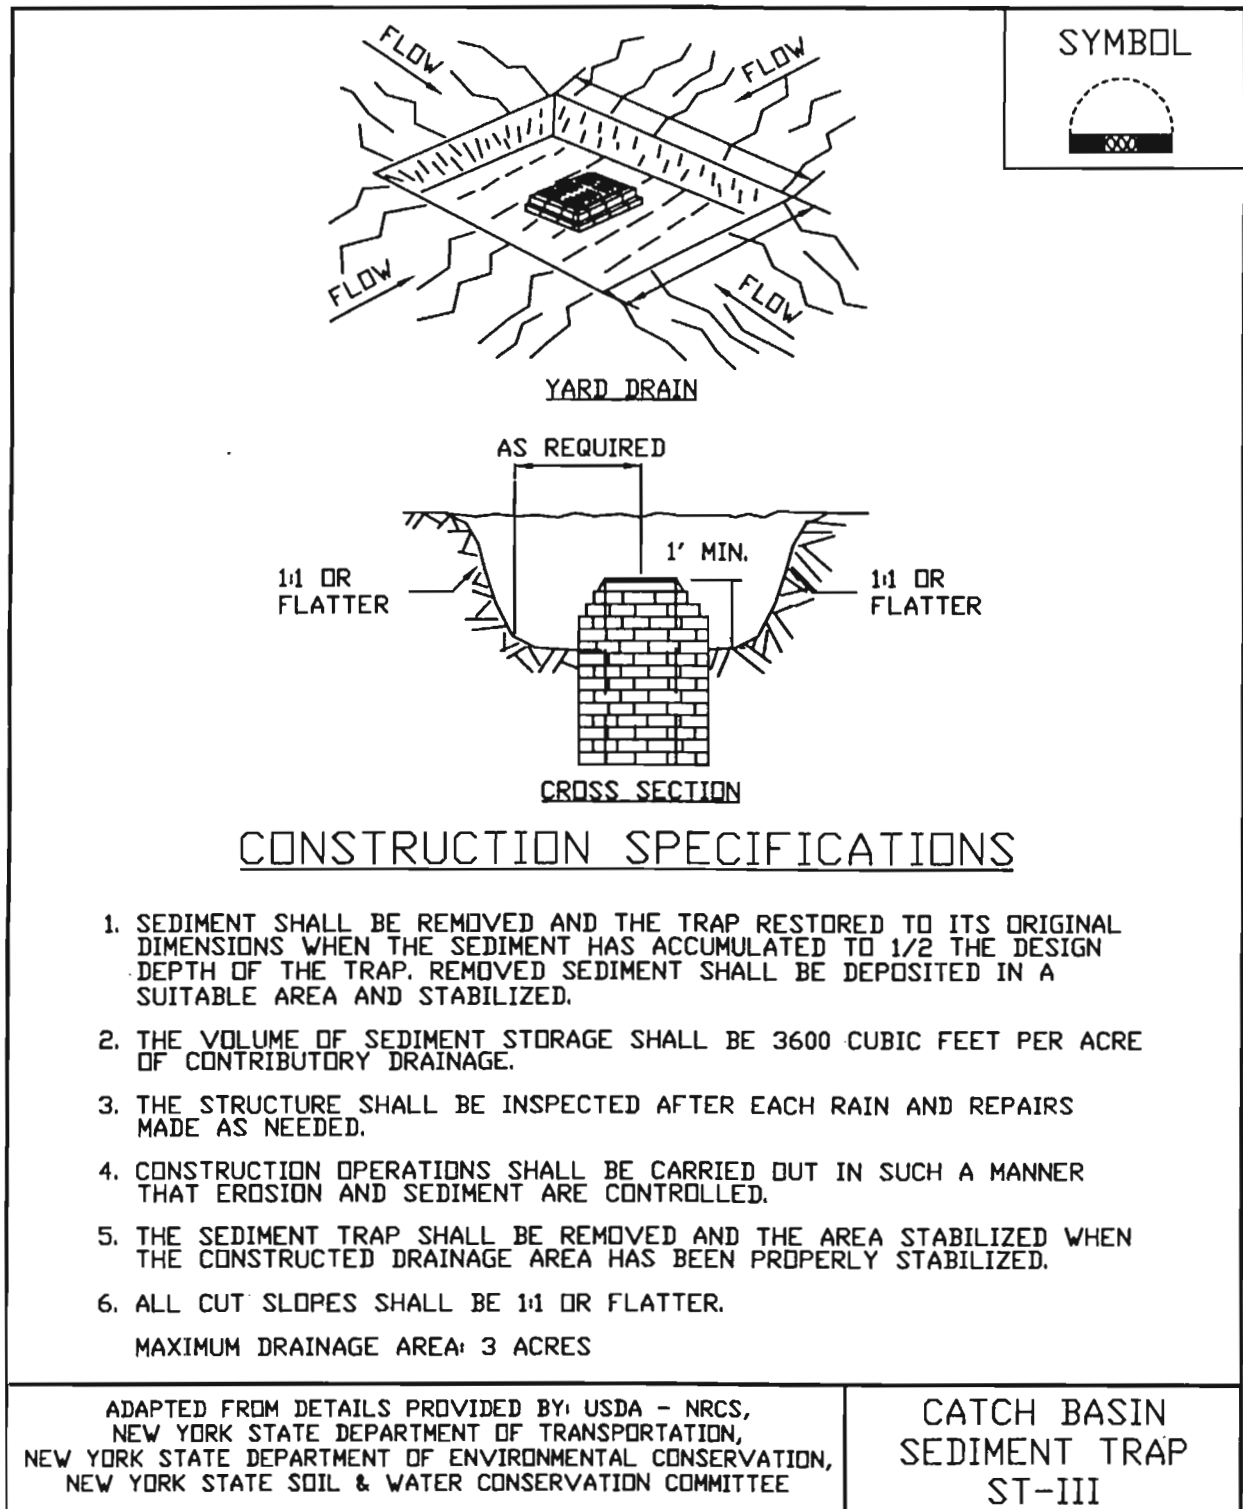 SYMBOL
FLOW
FLOW
FLOW
FLOW
YARD DRAIN
AS REQUIRED
1' MIN.
1:1 OR
FLATTER
1:1 OR
FLATTER
CROSS SECTION
CONSTRUCTION SPECIFICATIONS
1. SEDIMENT SHALL BE REMOVED AND THE TRAP RESTORED TO ITS ORIGINAL
DIMENSIONS WHEN THE SEDIMENT HAS ACCUMULATED TO 1/2 THE DESIGN
DEPTH OF THE TRAP. REMOVED SEDIMENT SHALL BE DEPOSITED IN A
SUITABLE AREA AND STABILIZED.
2. THE VOLUME OF SEDIMENT STORAGE SHALL BE 3600 CUBIC FEET PER ACRE
OF CONTRIBUTORY DRAINAGE.
3. THE STRUCTURE SHALL BE INSPECTED AFTER EACH RAIN AND REPAIRS
MADE AS NEEDED.
4. CONSTRUCTION OPERATIONS SHALL BE CARRIED OUT IN SUCH A MANNER
THAT EROSION AND SEDIMENT ARE CONTROLLED.
5. THE SEDIMENT TRAP SHALL BE REMOVED AND THE AREA STABILIZED WHEN
THE CONSTRUCTED DRAINAGE AREA HAS BEEN PROPERLY STABILIZED.
6. ALL CUT SLOPES SHALL BE 1:1 OR FLATTER.
MAXIMUM DRAINAGE AREA: 3 ACRES
ADAPTED FROM DETAILS PROVIDED BY: USDA - NRCS,
NEW YORK STATE DEPARTMENT OF TRANSPORTATION,
NEW YORK STATE DEPARTMENT OF ENVIRONMENTAL CONSERVATION,
NEW YORK STATE SOIL & WATER CONSERVATION COMMITTEE
CATCH BASIN
SEDIMENT TRAP
ST-III